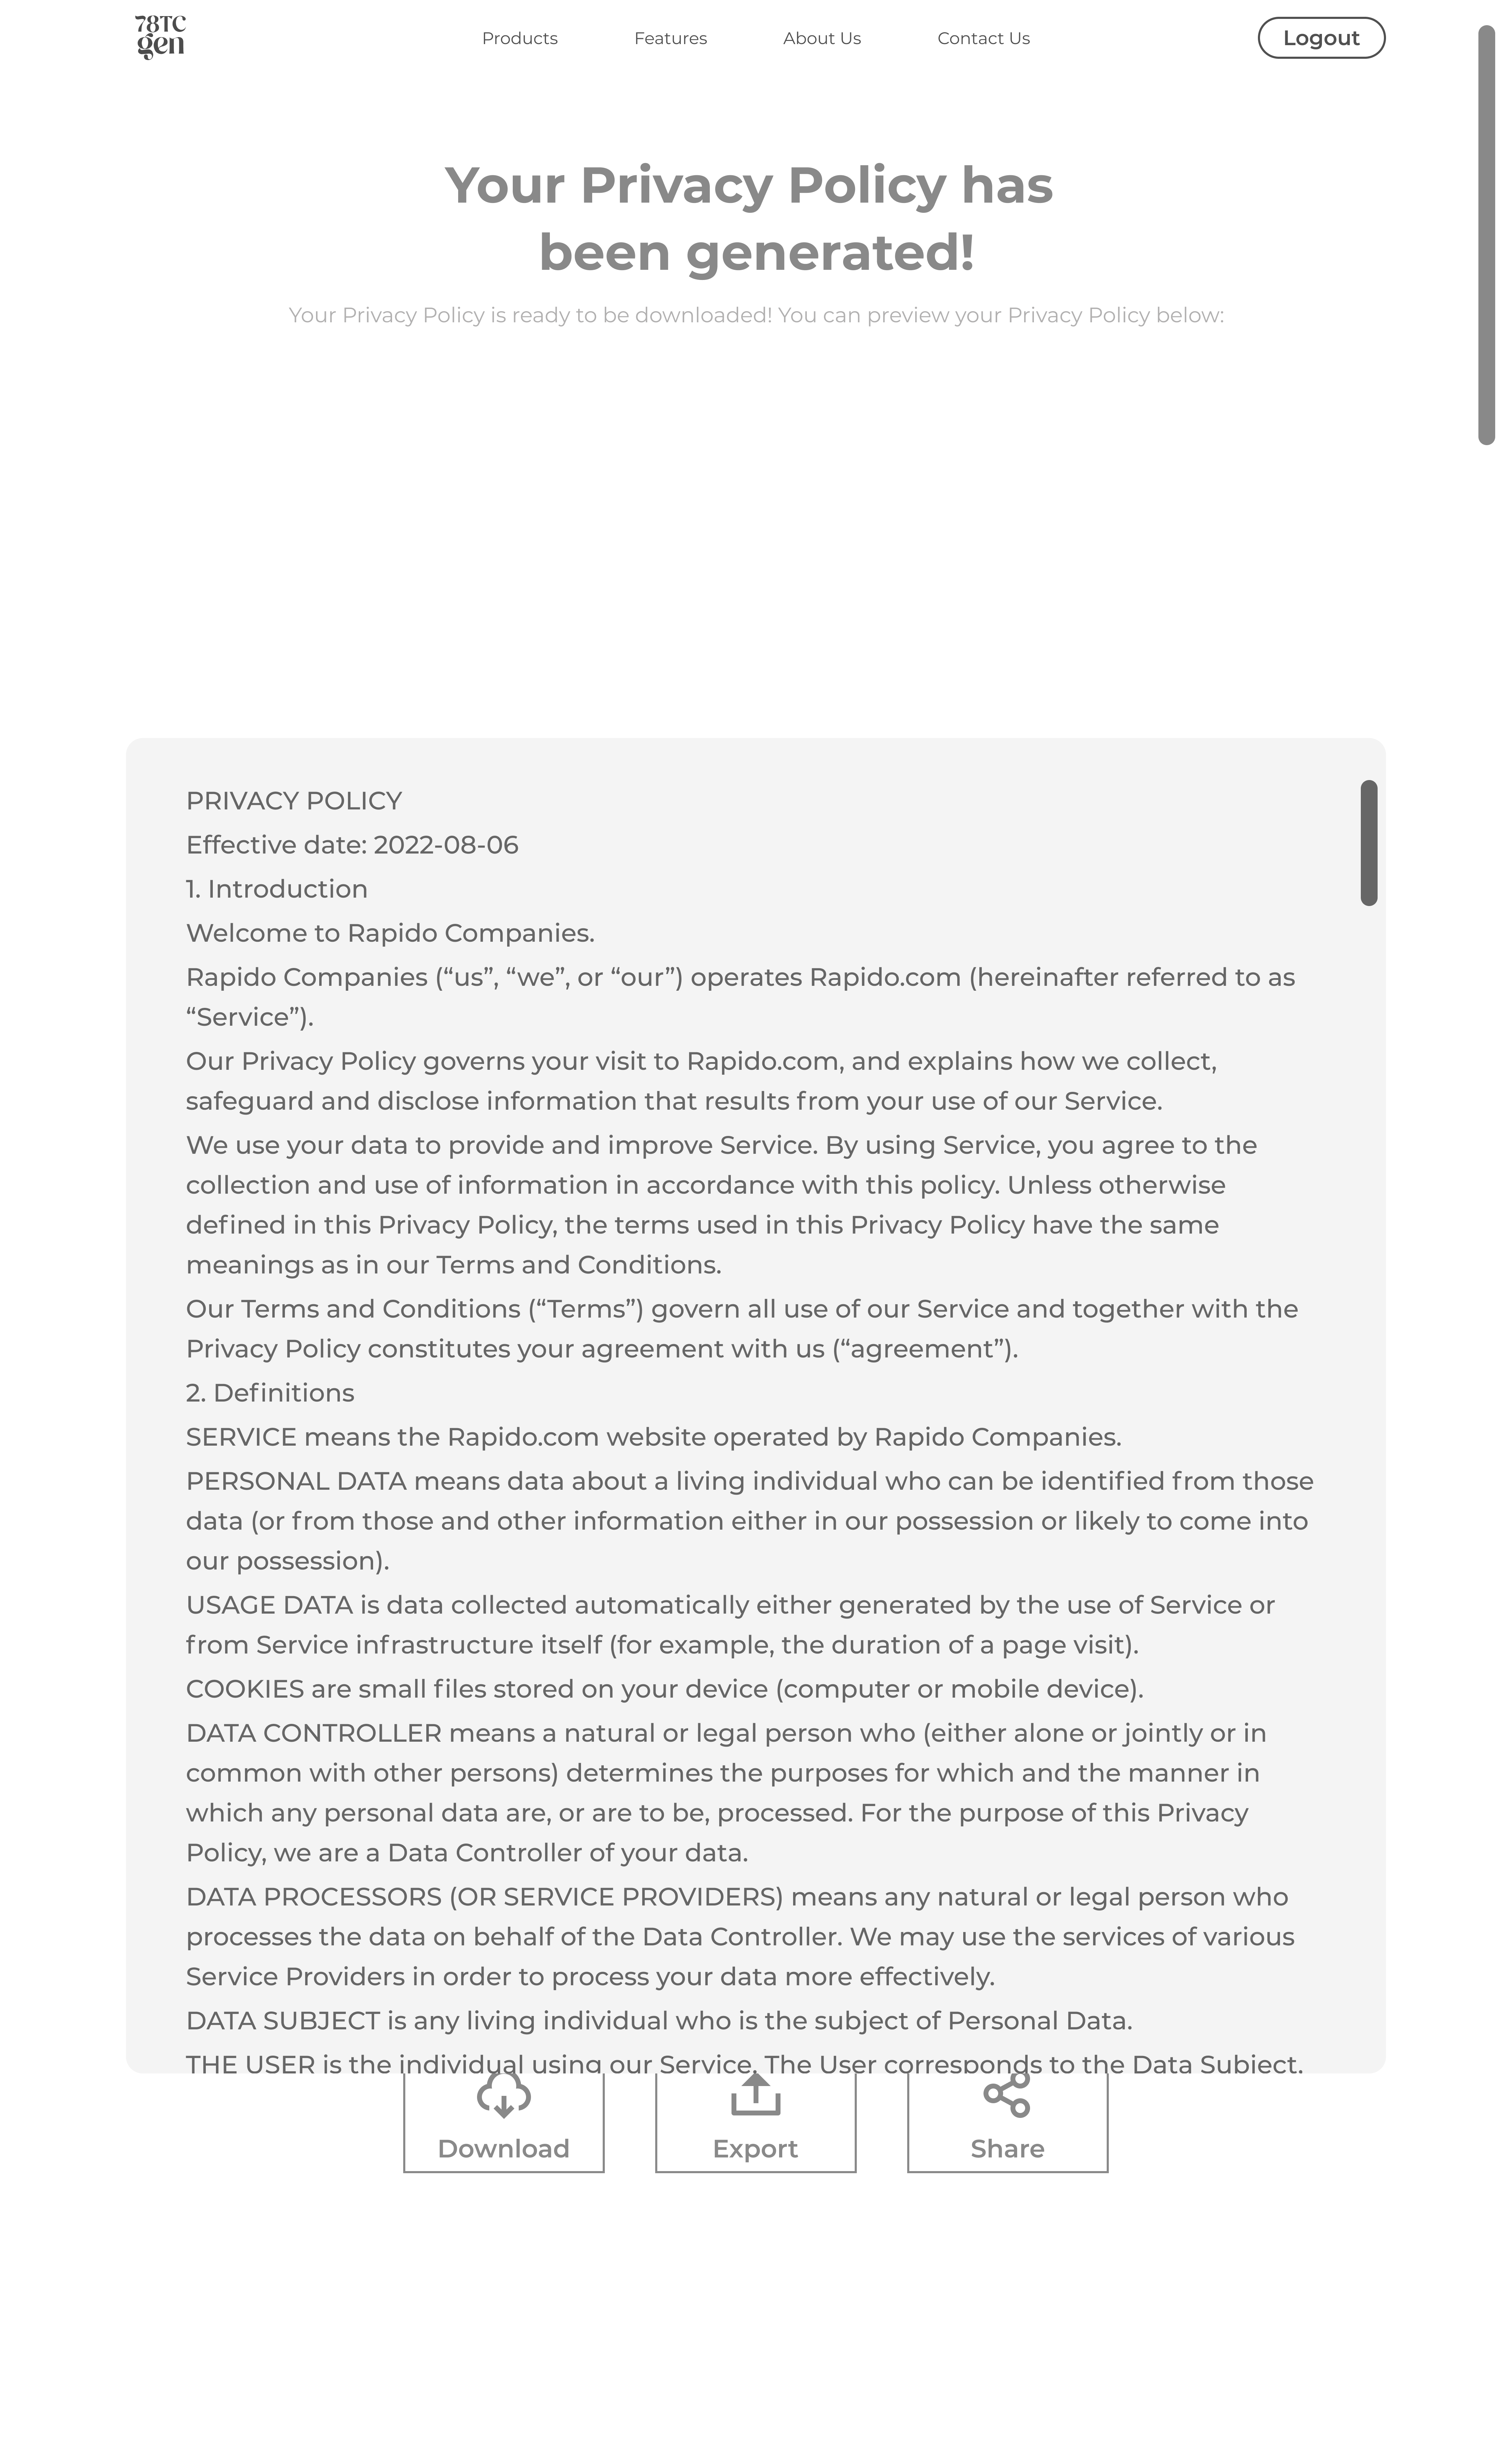 78TC
gen
Products
Features
About Us
Contact Us
Logout
Your Privacy Policy has
been generated!
Your Privacy Policy is ready to be downloaded! You can preview your Privacy Policy below:
PRIVACY POLICY
Effective date: 2022-08-06
1. Introduction
Welcome to Rapido Companies.
Rapido Companies (“us”, “we”, or “our”) operates Rapido.com (hereinafter referred to as
“Service”).
Our Privacy Policy governs your visit to Rapido.com, and explains how we collect,
safeguard and disclose information that results from your use of our Service.
We use your data to provide and improve Service. By using Service, you agree to the
collection and use of information in accordance with this policy. Unless otherwise
defined in this Privacy Policy, the terms used in this Privacy Policy have the same
meanings as in our Terms and Conditions.
Our Terms and Conditions (“Terms”) govern all use of our Service and together with the
Privacy Policy constitutes your agreement with us (“agreement”).
2. Definitions
SERVICE means the Rapido.com website operated by Rapido Companies.
PERSONAL DATA means data about a living individual who can be identified from those
data (or from those and other information either in our possession or likely to come into
our possession).
USAGE DATA is data collected automatically either generated by the use of Service or
from Service infrastructure itself (for example, the duration of a page visit).
COOKIES are small files stored on your device (computer or mobile device).
DATA CONTROLLER means a natural or legal person who (either alone or jointly or in
common with other persons) determines the purposes for which and the manner in
which any personal data are, or are to be, processed. For the purpose of this Privacy
Policy, we are a Data Controller of your data.
DATA PROCESSORS (OR SERVICE PROVIDERS) means any natural or legal person who
processes the data on behalf of the Data Controller. We may use the services of various
Service Providers in order to process your data more effectively.
DATA SUBJECT is any living individual who is the subject of Personal Data.
THE USER is the individual using our Service. The User corresponds to the Data Subject.
Download
Export
Share